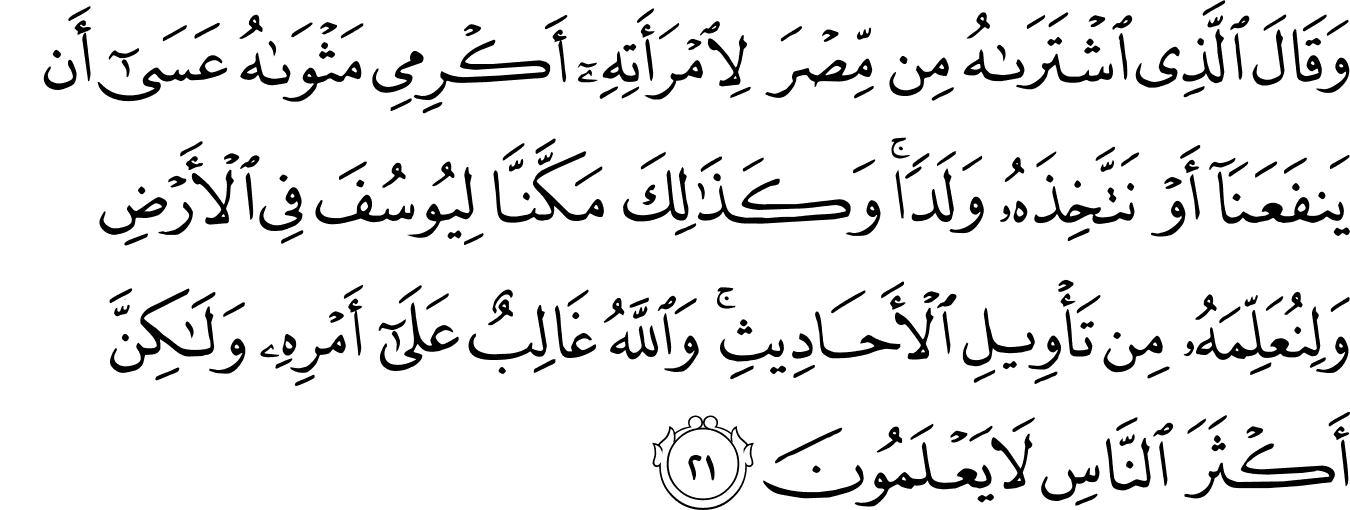 وَقَالَ ٱلَّذِى ٱشْتَرَىٰهُ مِن مِّصْرَ لِٱمْرَأَتِهِۦٓ أَكْرِمِى مَثْوَىٰهُ عَسَىٰٓ أَن
يَنفَعَنَآ أَوْ نَتَّخِذَهُۥ وَلَدًا ۚ وَكَذَٰلِكَ مَكَّنَّا لِيُوسُفَ فِى ٱلْأَرْضِ
وَلِنُعَلِّمَهُۥ مِن تَأْوِيلِ ٱلْأَحَادِيثِ ۚ وَٱللَّهُ غَالِبٌ عَلَىٰٓ أَمْرِهِۦ وَلَٰكِنَّ
أَكْثَرَ ٱلنَّاسِ لَا يَعْلَمُونَ ٢١